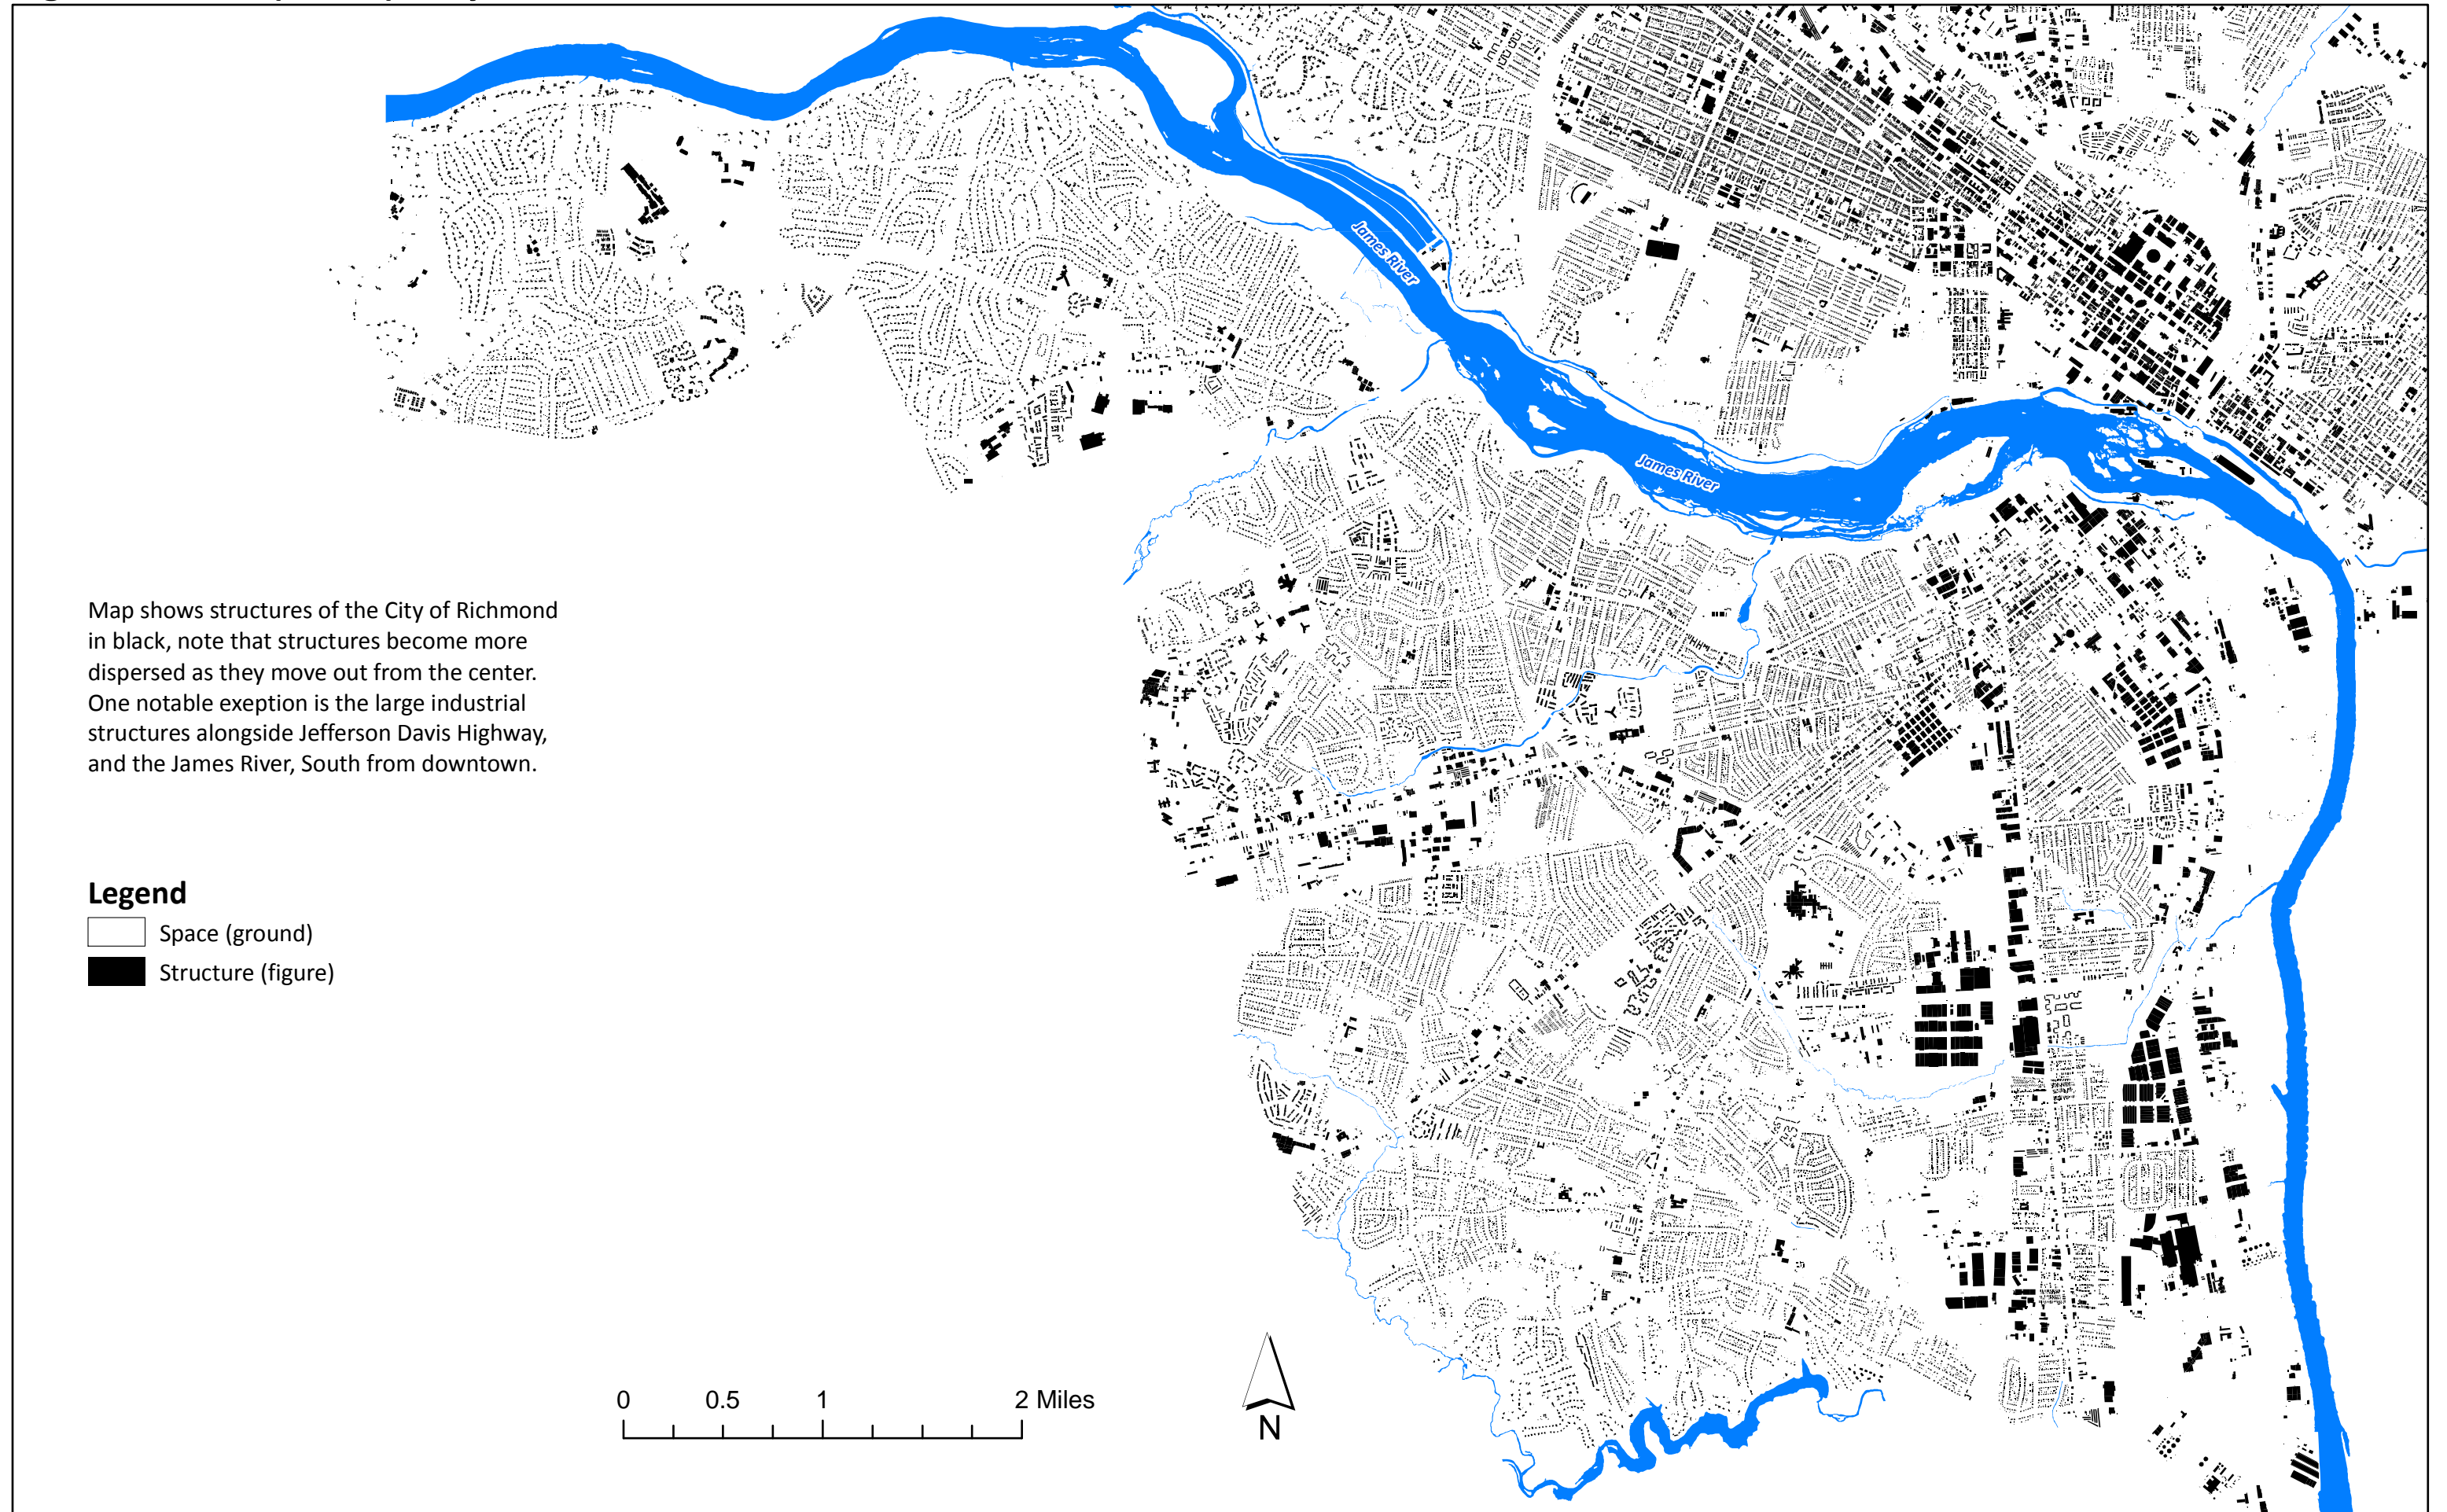 James River
James River
Map shows structures of the City of Richmond
in black, note that structures become more
dispersed as they move out from the center.
One notable exeption is the large industrial
structures alongside Jefferson Davis Highway,
and the James River, South from downtown.
Legend
Space (ground)
Structure (figure)
0 0.5 1 2 Miles
N